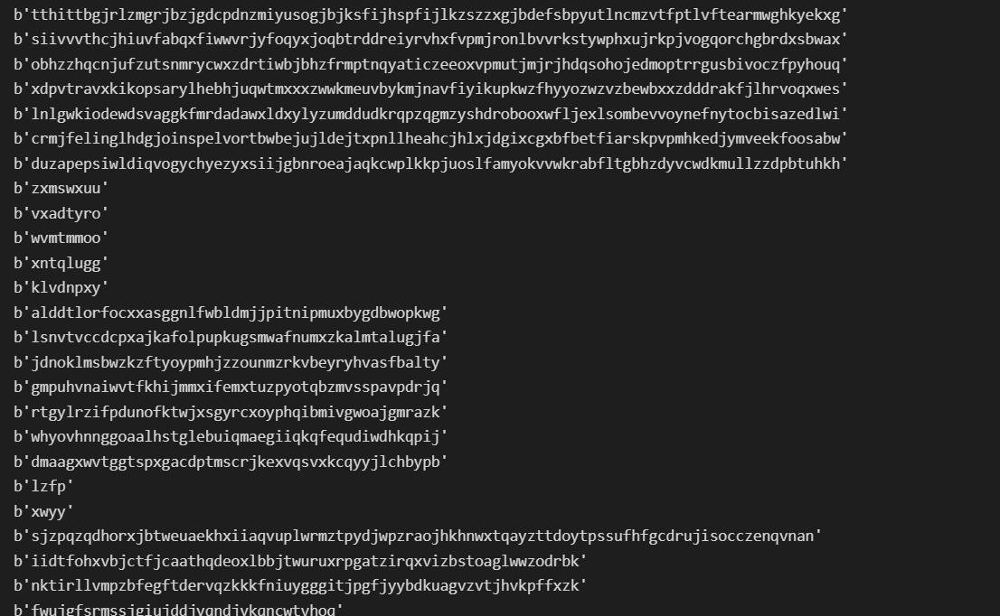 b'tthittbgjrlzmgrjbzjgdcpdnzmiyusogjbjksfijhspfijlkzszzxgjbdefsbpyutlncmzvtfptlvftearmwghkyekxg'
b'siivvvthcjhiuvfabqxfiwwvrjyfoqyxjoqbtrddreiyrvhxfvpmjronlbvvrkstywphxujrkpjvogqorchgbrdxsbwax'
b'obhzzhqcnjufzutsnmrycwxzdrtiwbjbhzfrmptnqyaticzeeoxvpmutjmjrjhdqsohojedmoptrrgusbivoczfpyhouq'
b'xdpvtravxkikopsarylhebhjuqwtmxxxzwwkmeuvbykmjnavfiyikupkwzfhyyozwzvzbewbxxzdddrakfjlhrvoqxwes'
b'lnlgwkiodewdsvaggkfmrdadawxldxylyzumddudkrqpzqgmzyshdrobooxwfljexlsombevvoynefnytocbisazedlwi'
b'crmjfelinglhdgjoinspelvortbwbejujldejtxpnllheahcjhlxjdgixcgxbfbetfiarskpvpmhkedjymveekfoosabw'
b'duzapepsiwldiqvogychyezyxsiijgbnroeajaqkcwplkkpjuoslfamyokvvwkrabfltgbhzdyvcwdkmullzzdpbtuhkh'
b'zxmswxuu'
b'vxadtyro'
b'wvmtmmoo'
b'xntqlugg'
b'klvdnpxy'
b'alddtlorfocxxasggnlfwbldmjjpitnipmuxbygdbwopkwg'
b'lsnvtvccdcpxajkafolpupkugsmwafnumxzkalmtalugjfa'
b'jdnoklmsbwzkzftyoypmhjzzounmzrkvbeyryhvasfbalty'
b'gmpuhvnaiwvtfkhijmmxifemxtuzpyotqbzmvsspavpdrjq'
b'rtgylrzifpdunofktwjxsgyrcxoyphqibmivgwoajgmrazk'
b'whyovhnnggoaalhstglebuiqmaegiiqkqfequdiwdhkqpij'
b'dmaagxwvtggtspxgacdptmscrjkexvqsvxkcqyyjlchbypb'
b'lzfp'
b'xwyy'
b'sjzpqzqdhorxjbtweuaekhxiiaqvuplwrmztpydjwpzraojhkhnwxtqayzttdoytpssufhfgcdrujisocczenqvnan'
b'iidtfohxvbjctfjcaathqdeoxlbbjtwuruxrpgatzirqxvizbstoaglwwzodrbk'
b'nktirllvmpzbfegftdervqzkkkfniuygggitjpgfjyybdkuagvzvtjhvkpffxzk'
b'fwujgfsrmssjgiujddjvqndjykqncwtyhoq'